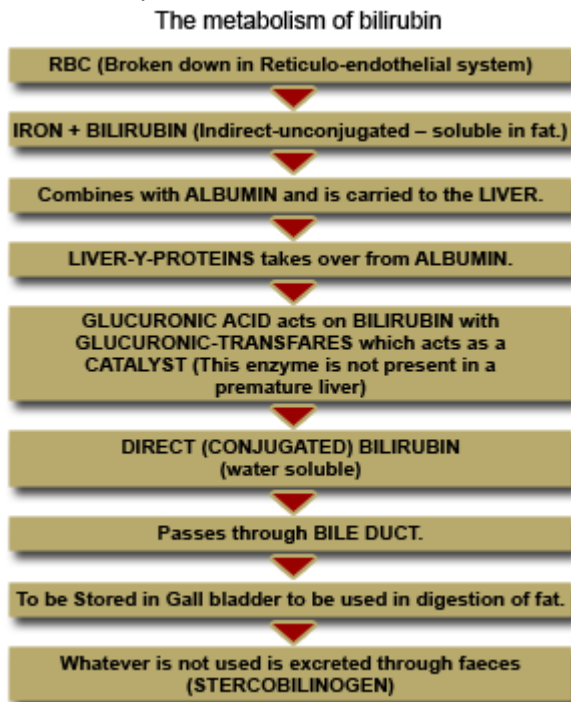 The metabolism of bilirubin
RBC (Broken down in Reticulo-endothelial system)
IRON + BILIRUBIN (Indirect-unconjugated – soluble in fat.)
Combines with ALBUMIN and is carried to the LIVER.
LIVER-Y-PROTEINS takes over from ALBUMIN.
GLUCURONIC ACID acts on BILIRUBIN with
GLUCURONIC-TRANSFARES which acts as a
CATALYST (This enzyme is not present in a
premature liver)
DIRECT (CONJUGATED) BILIRUBIN
(water soluble)
Passes through BILE DUCT.
To be Stored in Gall bladder to be used in digestion of fat.
Whatever is not used is excreted through faeces
(STERCOBILINOGEN)